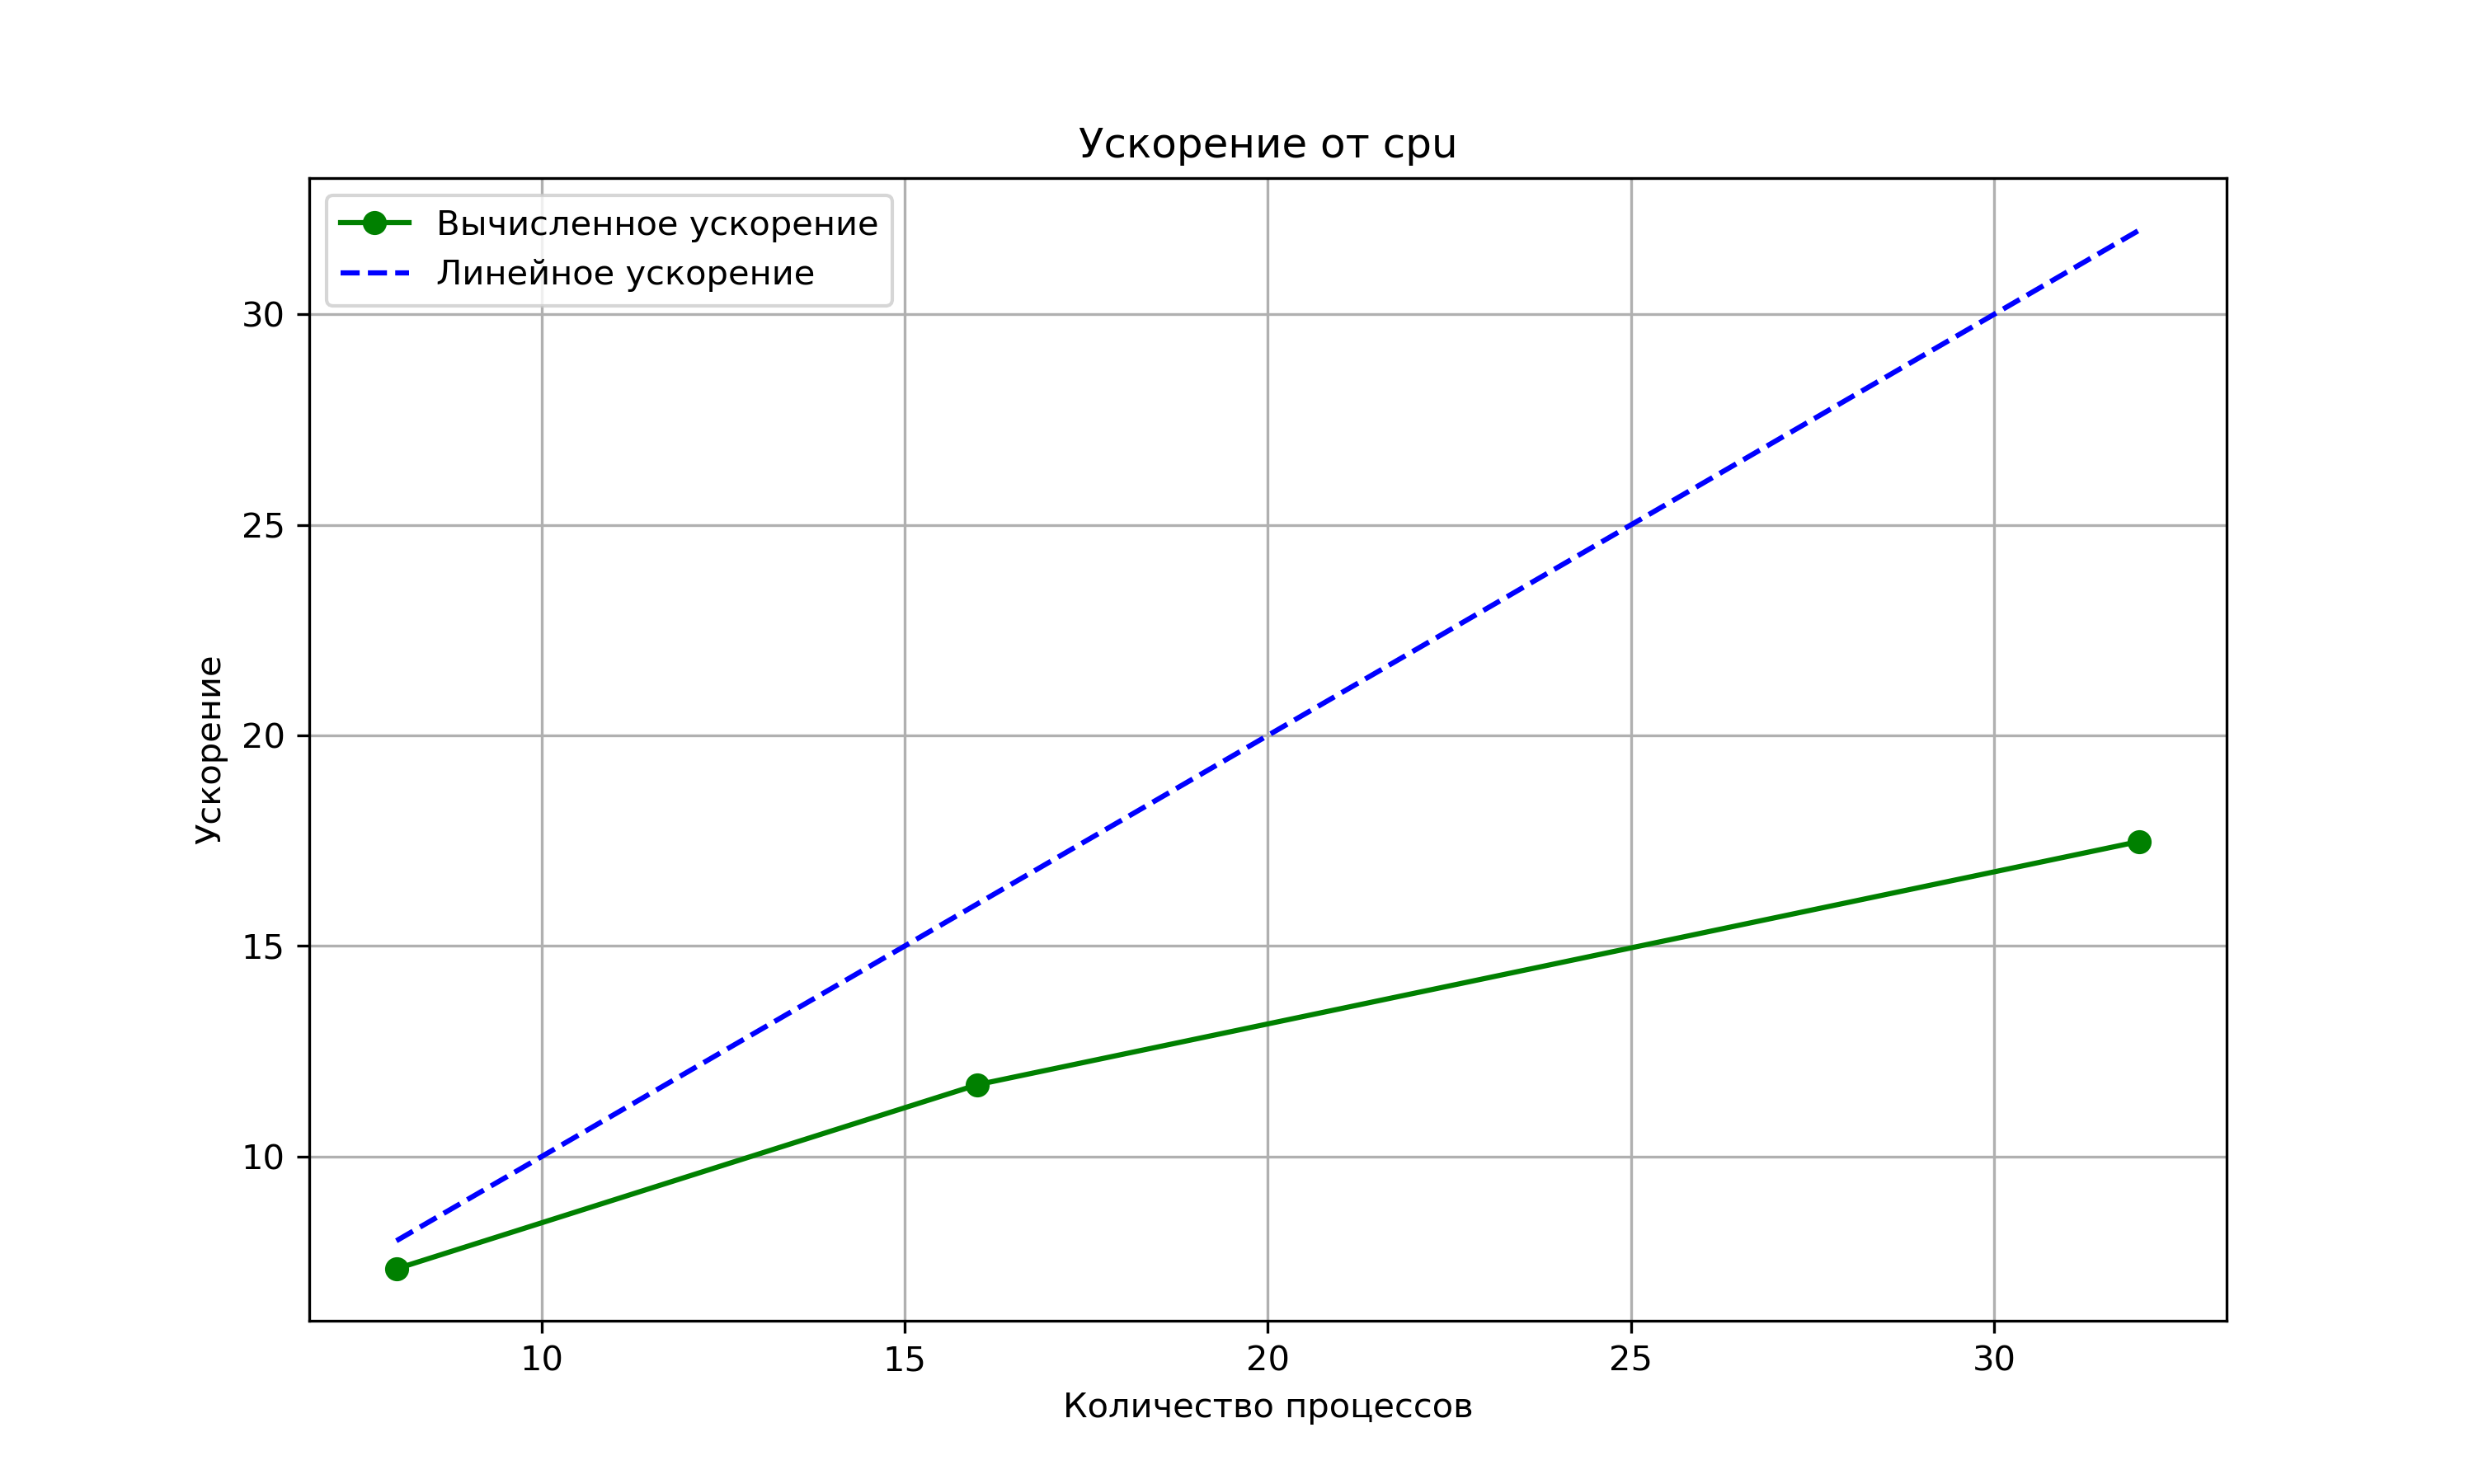 Ускорение от cpu
Вычисленное ускорение
Линейное ускорение
30
25
20
15
10
Ускорение
10 15 20 25 30
Количество процессов